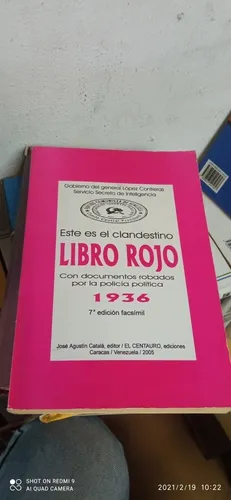 Gobierno del general López Contreras
Servicio Secreto de Inteligencia
Este es el clandestino
LIBRO ROJO
Con documentos robados
por la policía política
1936
7ª edición facsímil
José Agustín Catalá, editor / EL CENTAURO, ediciones
Caracas / Venezuela / 2005
SHOT ON REDMI 9
AI QUAD CAMERA
2021/2/19 10:22